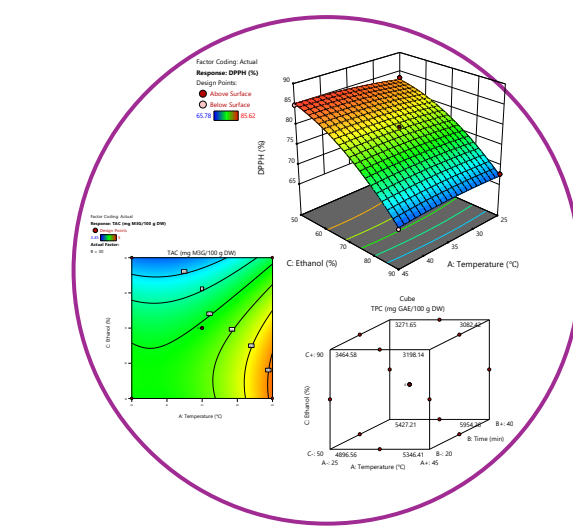 Factor Coding: Actual
Response: DPPH (%)
Design Points:
Above Surface
Below Surface
65.78 85.62
DPPH (%)
90
85
80
75
70
65
50
60
70
80
90
45
40
35
30
25
C: Ethanol (%)
A: Temperature (°C)
Factor Coding: Actual
Response: TAC (mg M3G/100 g DW)
Design Points
Actual Factor:
B = 30
TAC (mg M3G/100 g DW)
C: Ethanol (%)
A: Temperature (°C)
Cube
TPC (mg GAE/100 g DW)
3271.65
3082.42
C+: 90
3464.58
3198.14
C: Ethanol (%)
5427.21
B+: 40
B: Time (min)
C-: 50
4896.56
5346.41
B-: 20
A-: 25
A: Temperature (°C)
A+: 45